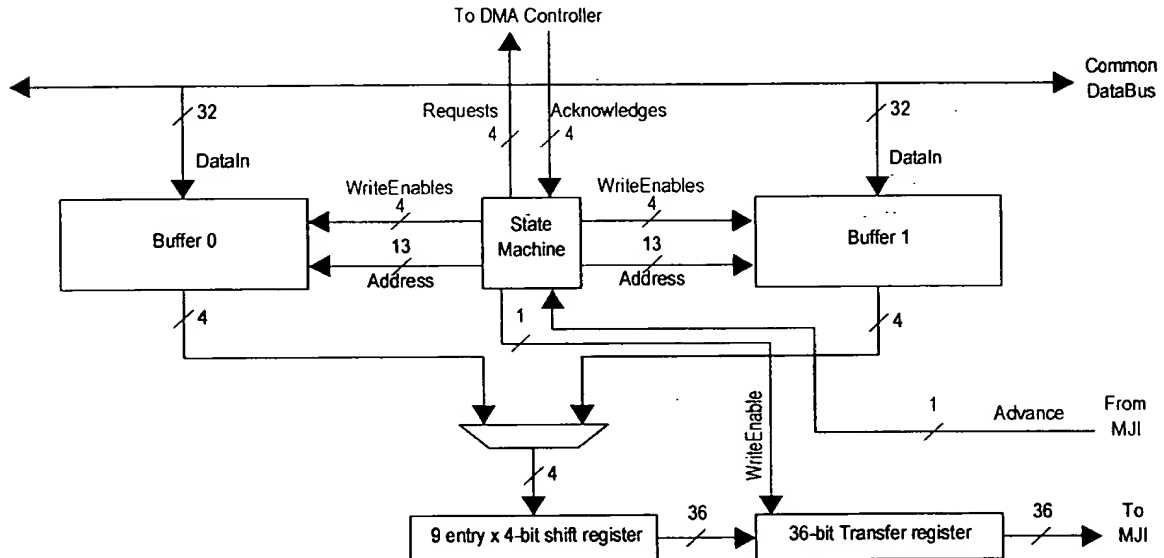 To DMA Controller
Common
DataBus
32
Requests
4
Acknowledges
4
32
DataIn
DataIn
WriteEnables
4
WriteEnables
4
Buffer 0
State
Machine
Buffer 1
13
Address
13
Address
4
1
4
WriteEnable
1
Advance
From
MJI
4
9 entry x 4-bit shift register
36
36-bit Transfer register
36
To
MJI